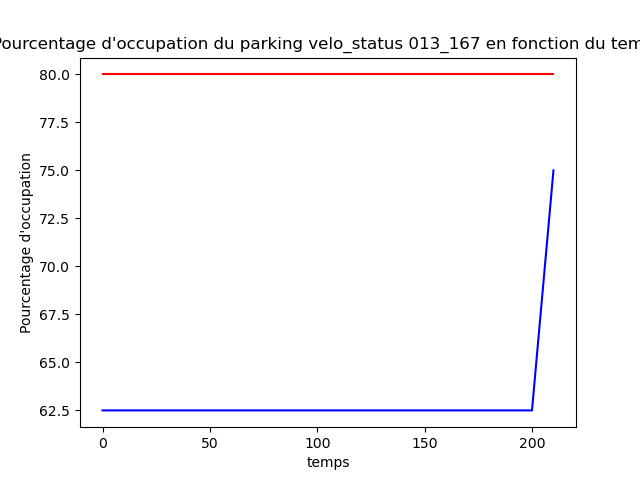 Pourcentage d'occupation du parking velo_status 013_167 en fonction du tem
80.0
77.5
75.0
72.5
70.0
67.5
65.0
62.5
Pourcentage d'occupation
0 50 100 150 200
temps